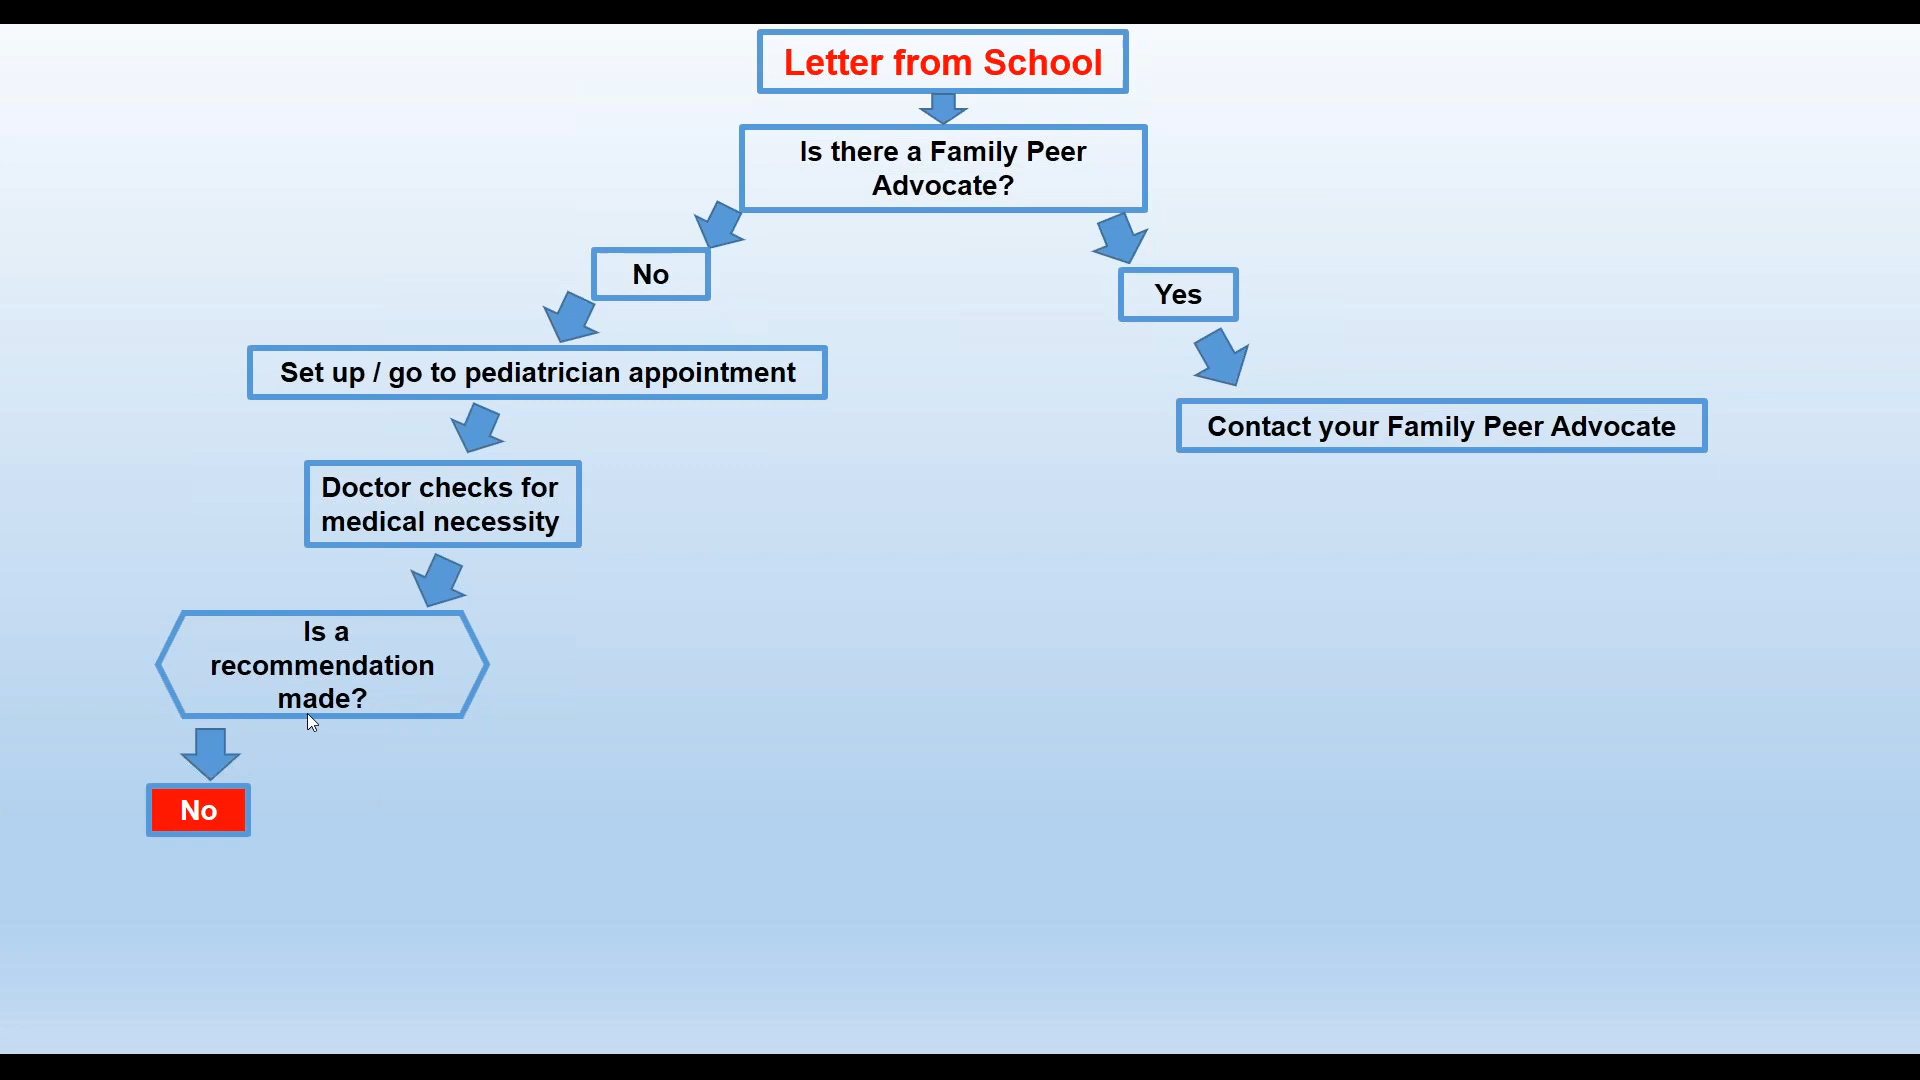 Letter from School
Is there a Family Peer
Advocate?
No
Yes
Set up / go to pediatrician appointment
Contact your Family Peer Advocate
Doctor checks for
medical necessity
Is a
recommendation
made?
No